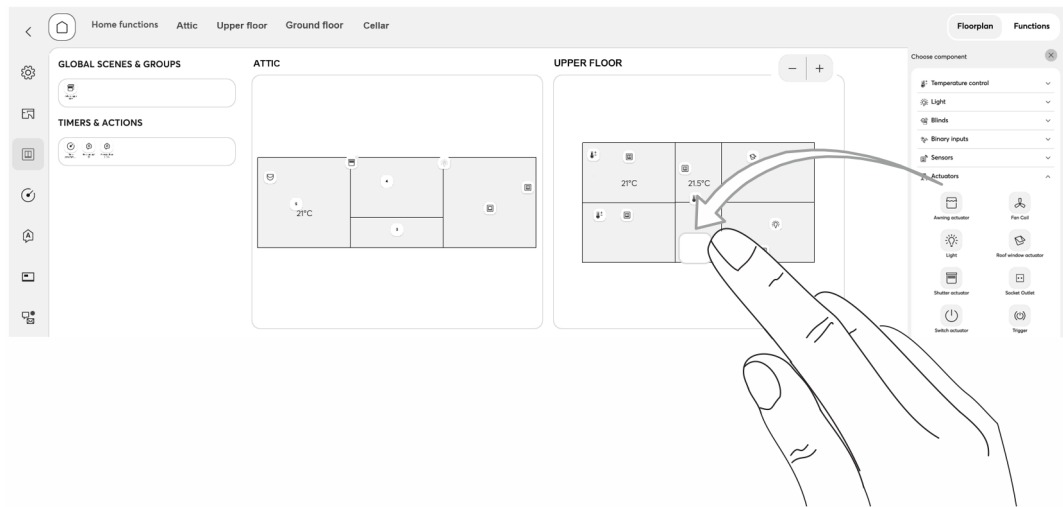 Home functions Attic Upper floor Ground floor Cellar
Floorplan Functions
GLOBAL SCENES & GROUPS
TIMERS & ACTIONS
ATTIC
21°C
UPPER FLOOR
− +
21°C 21.5°C
Choose component
Temperature control
Light
Blinds
Binary inputs
Sensors
Actuators
Awning actuator Fan Coil
Light Roof window actuator
Shutter actuator Socket Outlet
Switch actuator Trigger